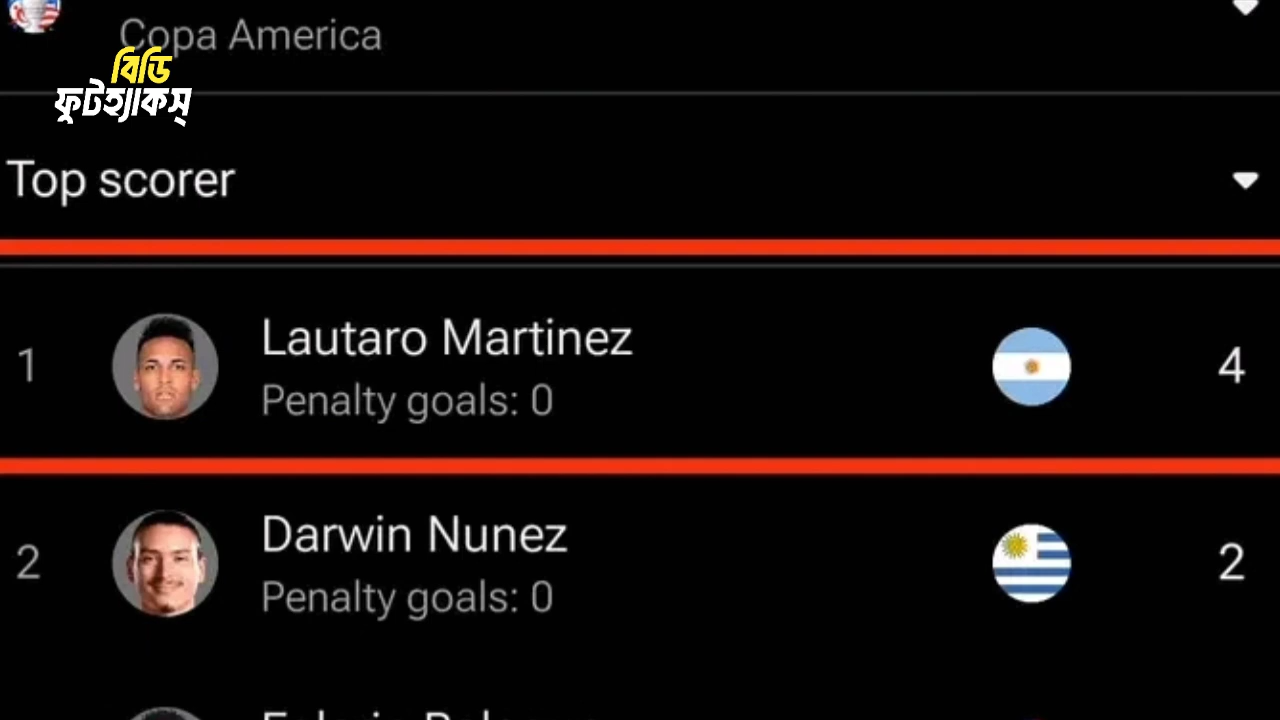 Copa America
বিডি
ফুটহ্যাকস্
Top scorer
1
Lautaro Martinez
Penalty goals: 0
4
2
Darwin Nunez
Penalty goals: 0
2